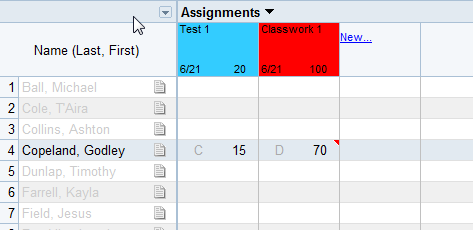 Assignments
Name (Last, First)
Test 1
Classwork 1
New...
6/21 20
6/21 100
1 Ball, Michael
2 Cole, T'Aira
3 Collins, Ashton
4 Copeland, Godley C 15 D 70
5 Dunlap, Timothy
6 Farrell, Kayla
7 Field, Jesus